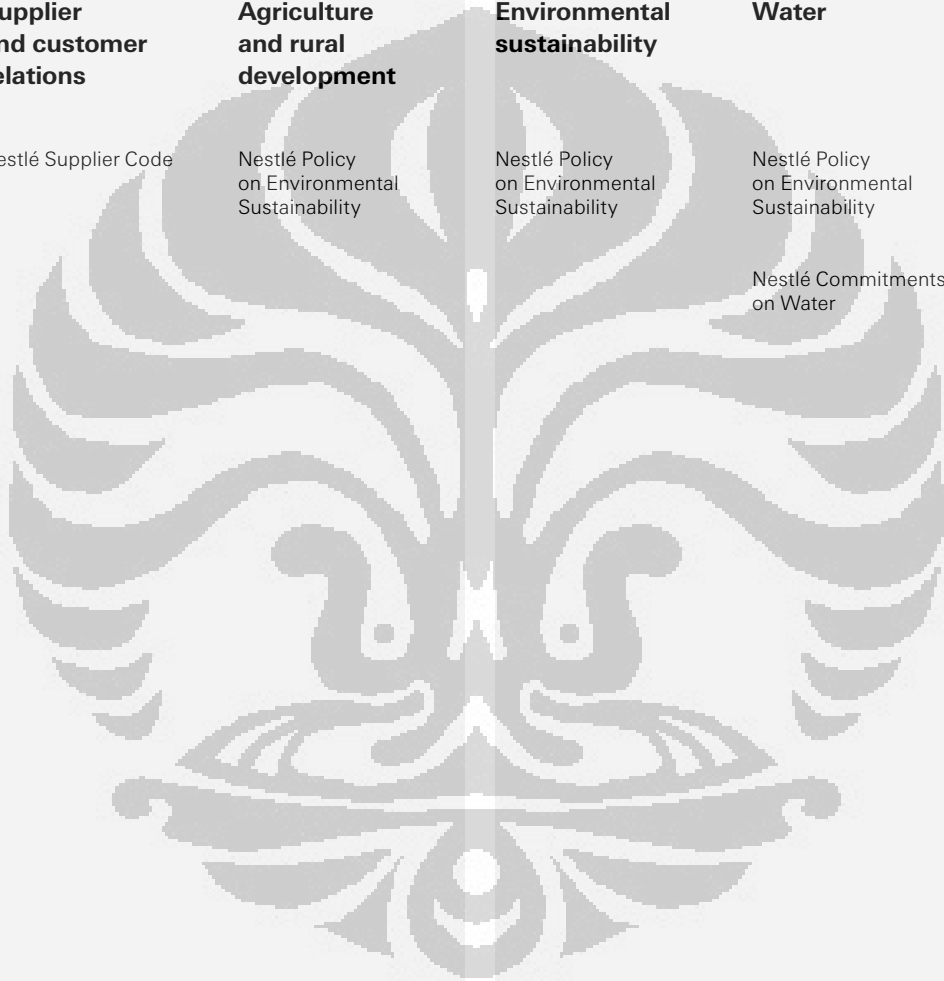 upplier
nd customer
elations
estlé Supplier Code
Agriculture
and rural
development
Nestlé Policy
on Environmental
Sustainability
Environmental
sustainability
Nestlé Policy
on Environmental
Sustainability
Water
Nestlé Policy
on Environmental
Sustainability
Nestlé Commitments
on Water